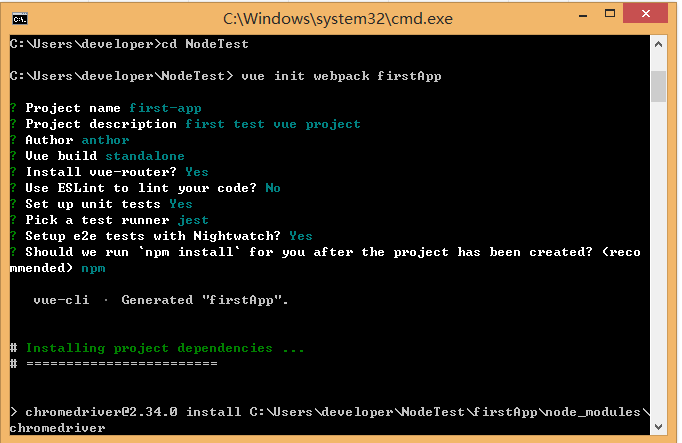 C:\Windows\system32\cmd.exe
C:\Users\developer>cd NodeTest
C:\Users\developer\NodeTest> vue init webpack firstApp
? Project name first-app
? Project description first test vue project
? Author anthor
? Vue build standalone
? Install vue-router? Yes
? Use ESLint to lint your code? No
? Set up unit tests Yes
? Pick a test runner jest
? Setup e2e tests with Nightwatch? Yes
? Should we run `npm install` for you after the project has been created? (reco
mmended) npm
vue-cli · Generated "firstApp".
# Installing project dependencies ...
# ========================
> chromedriver@2.34.0 install C:\Users\developer\NodeTest\firstApp\node_modules\
chromedriver